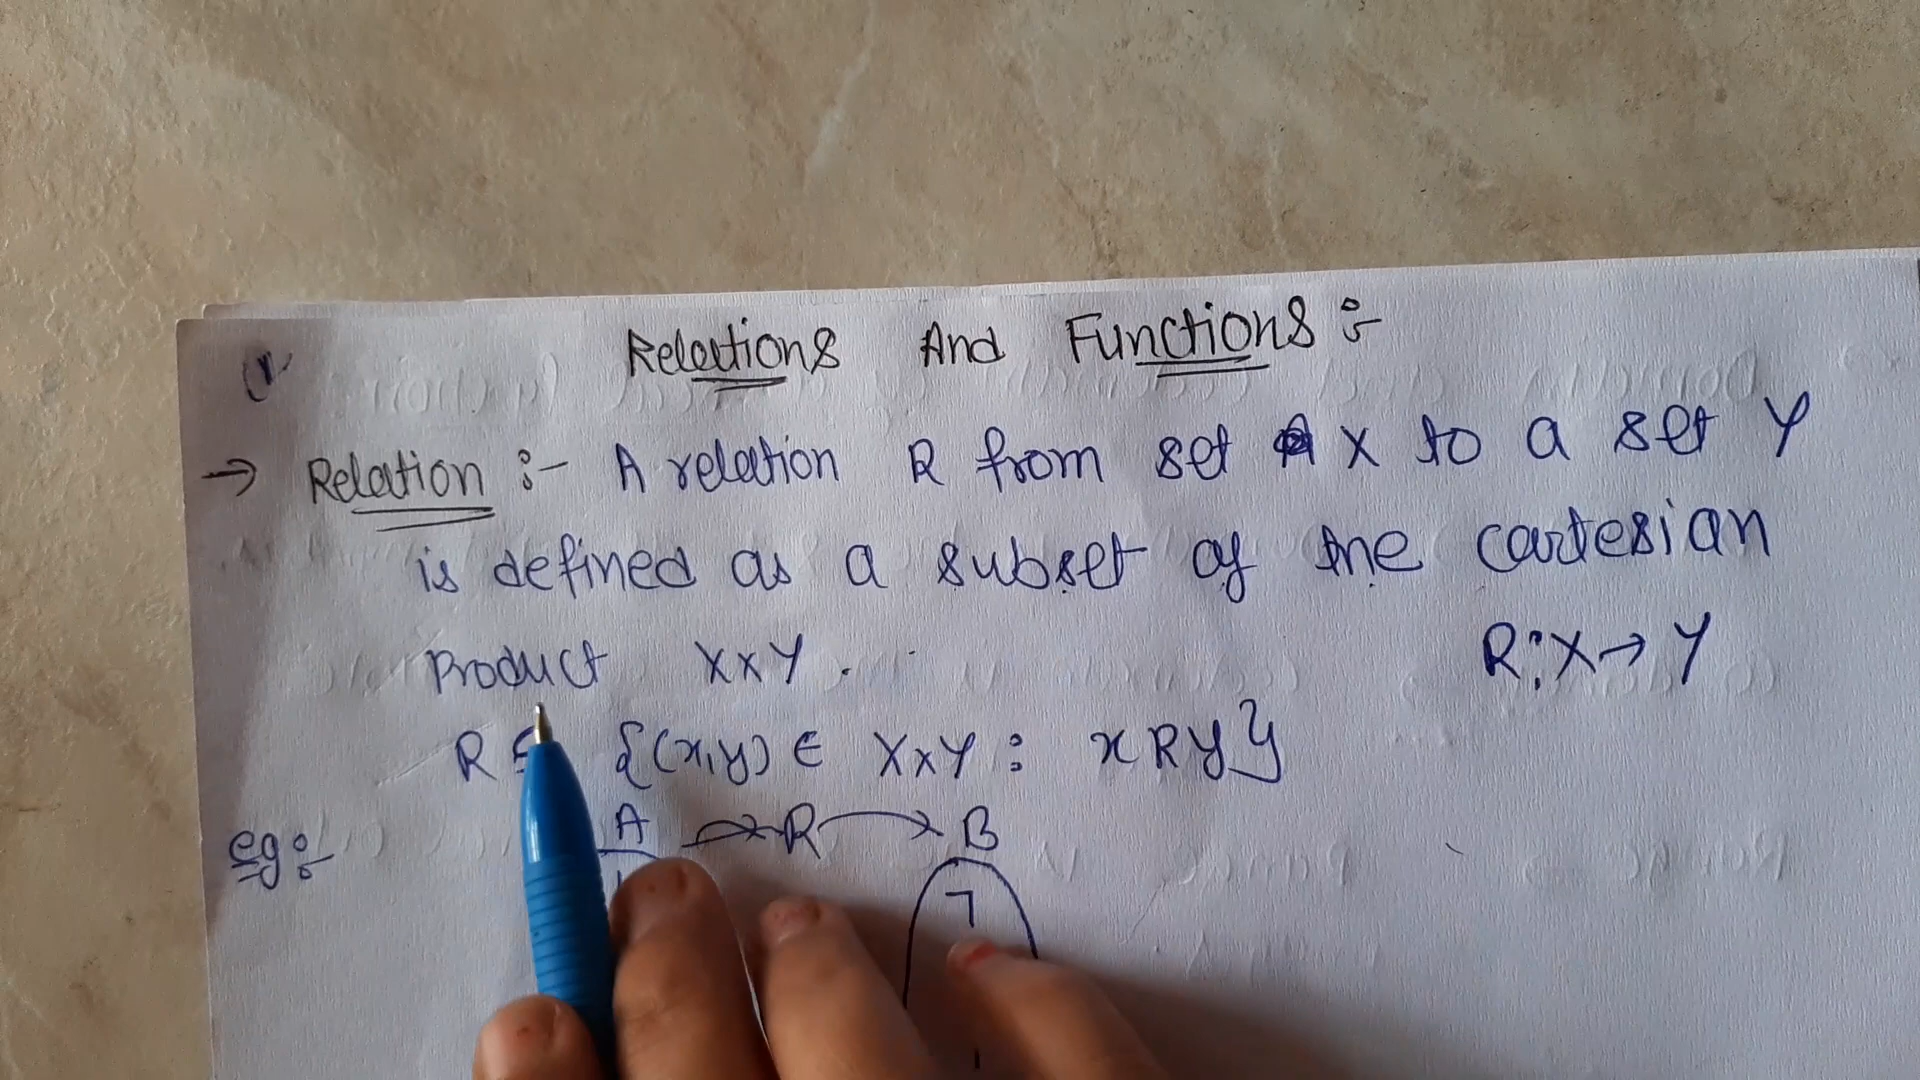 Relations And Functions :-
→ Relation :- A relation R from set X to a set Y
is defined as a subset of the cartesian
Product X×Y .
R:X→Y
R {(x,y) ∈ X×Y : x R y}
eg:- A → R → B
7